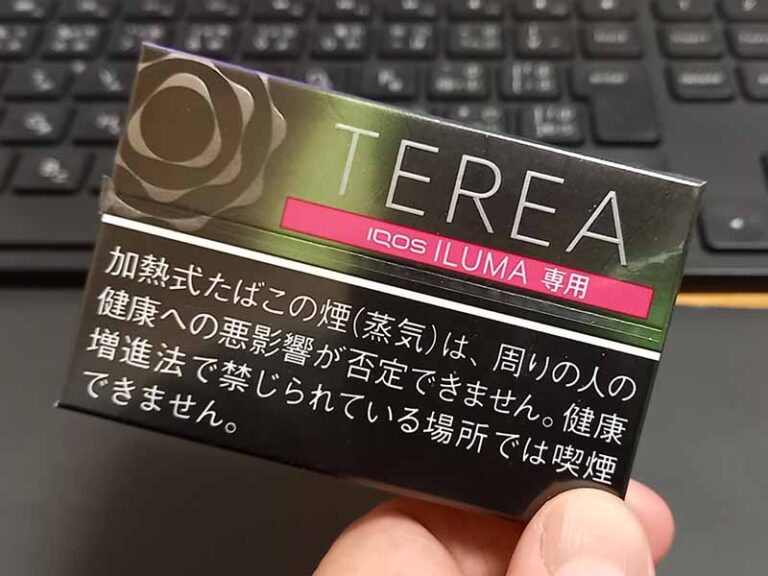 TEREA
IQOS ILUMA 専用
加熱式たばこの煙(蒸気)は、周りの人の
健康への悪影響が否定できません。健康
増進法で禁じられている場所では喫煙
できません。